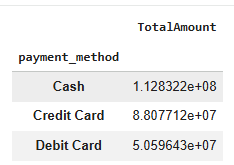 TotalAmount
payment_method
Cash 1.128322e+08
Credit Card 8.807712e+07
Debit Card 5.059643e+07